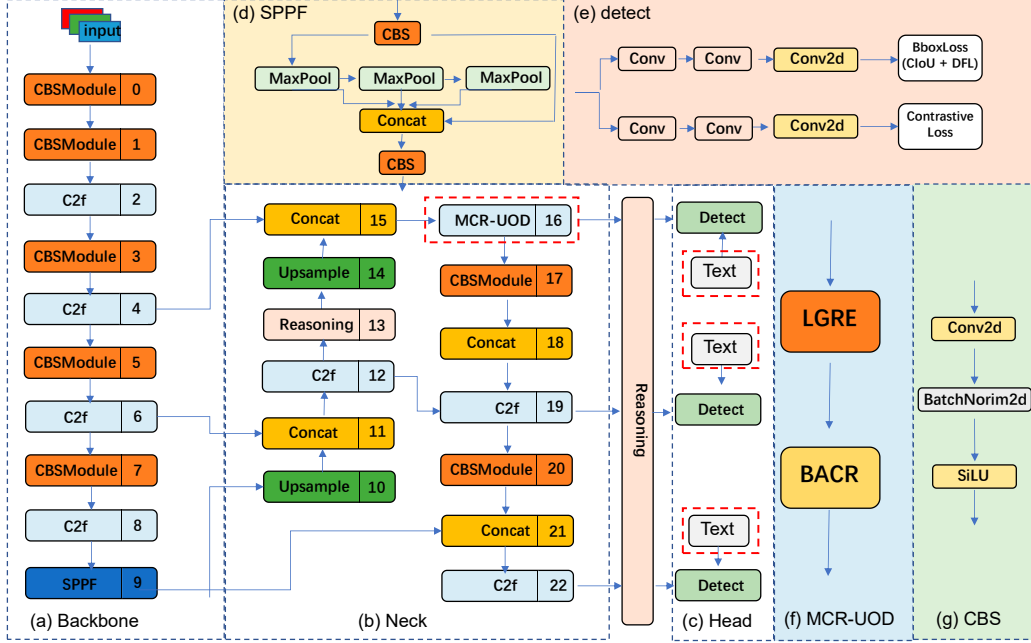 input
CBSModule 0
CBSModule 1
C2f 2
CBSModule 3
C2f 4
CBSModule 5
C2f 6
CBSModule 7
C2f 8
SPPF 9
(a) Backbone
(d) SPPF
CBS
MaxPool MaxPool MaxPool
Concat
CBS
(e) detect
Conv Conv Conv2d BboxLoss
(CIoU + DFL)
Conv Conv Conv2d Contrastive
Loss
Concat 15
Upsample 14
Reasoning 13
C2f 12
Concat 11
Upsample 10
MCR-UOD 16
CBSModule 17
Concat 18
C2f 19
CBSModule 20
Concat 21
C2f 22
(b) Neck
Reasoning
Detect
Text
Text
Detect
Text
Detect
(c) Head
LGRE
BACR
(f) MCR-UOD
Conv2d
BatchNorim2d
SiLU
(g) CBS